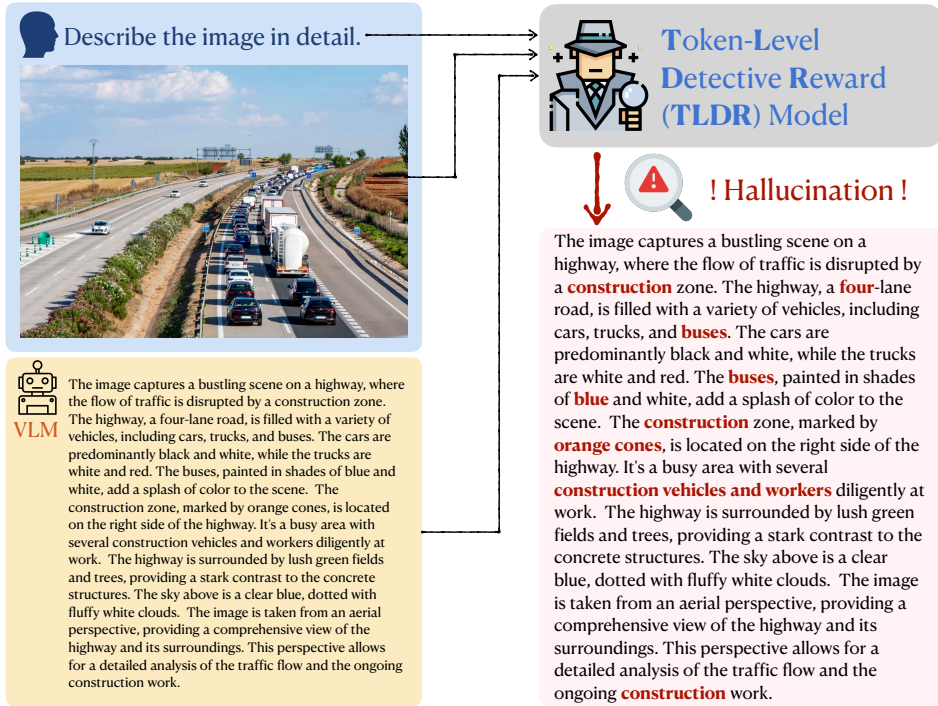 Describe the image in detail.
VLM
The image captures a bustling scene on a highway, where
the flow of traffic is disrupted by a construction zone.
The highway, a four-lane road, is filled with a variety of
vehicles, including cars, trucks, and buses. The cars are
predominantly black and white, while the trucks are
white and red. The buses, painted in shades of blue and
white, add a splash of color to the scene. The
construction zone, marked by orange cones, is located
on the right side of the highway. It's a busy area with
several construction vehicles and workers diligently at
work. The highway is surrounded by lush green fields
and trees, providing a stark contrast to the concrete
structures. The sky above is a clear blue, dotted with
fluffy white clouds. The image is taken from an aerial
perspective, providing a comprehensive view of the
highway and its surroundings. This perspective allows
for a detailed analysis of the traffic flow and the ongoing
construction work.
Token-Level
Detective Reward
(TLDR) Model
! Hallucination !
The image captures a bustling scene on a
highway, where the flow of traffic is disrupted by
a construction zone. The highway, a four-lane
road, is filled with a variety of vehicles, including
cars, trucks, and buses. The cars are
predominantly black and white, while the trucks
are white and red. The buses, painted in shades
of blue and white, add a splash of color to the
scene. The construction zone, marked by
orange cones, is located on the right side of the
highway. It's a busy area with several
construction vehicles and workers diligently at
work. The highway is surrounded by lush green
fields and trees, providing a stark contrast to the
concrete structures. The sky above is a clear
blue, dotted with fluffy white clouds. The image
is taken from an aerial perspective, providing a
comprehensive view of the highway and its
surroundings. This perspective allows for a
detailed analysis of the traffic flow and the
ongoing construction work.